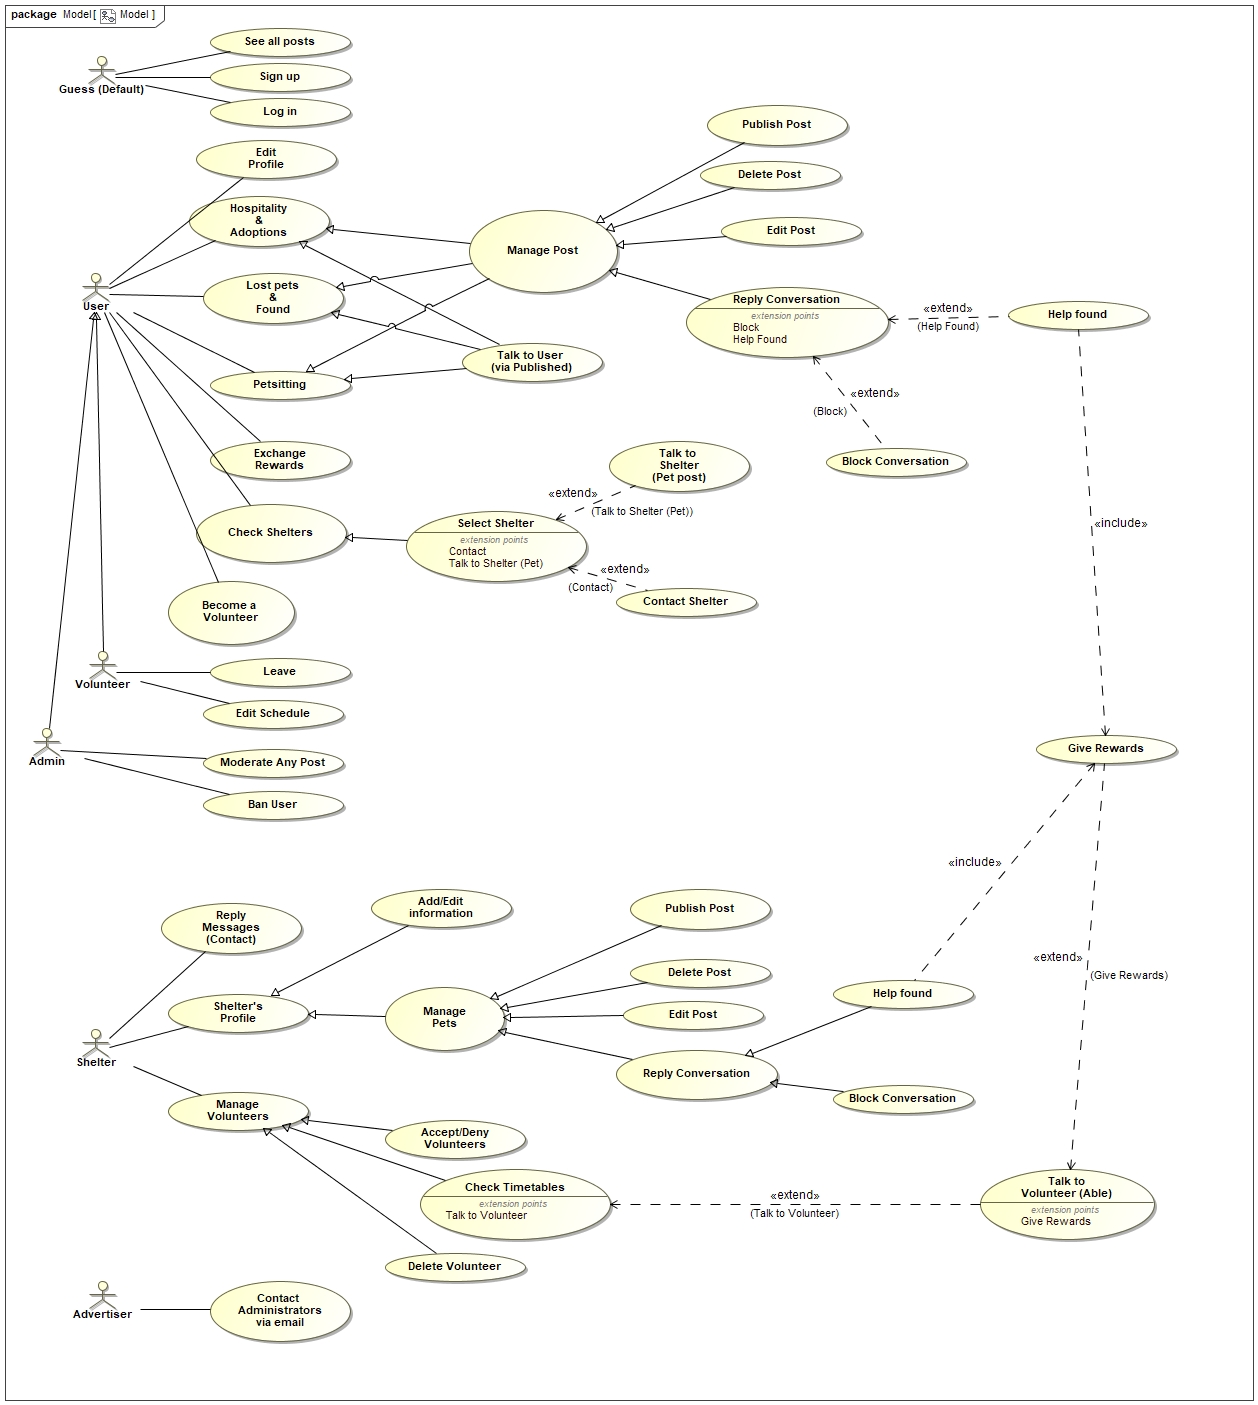 package Model [ Model ]
See all posts
Sign up
Guess (Default)
Log in
Publish Post
Edit
Profile
Delete Post
Hospitality
&
Adoptions
Edit Post
Manage Post
User
Lost pets
&
Found
Reply Conversation
extension points
Block
Help Found
«extend»
(Help Found)
Help found
Talk to User
(via Published)
Petsitting
«extend»
(Block)
Block Conversation
Exchange
Rewards
Talk to
Shelter
(Pet post)
«extend»
(Talk to Shelter (Pet))
Check Shelters
Select Shelter
extension points
Contact
Talk to Shelter (Pet)
«include»
«extend»
(Contact)
Contact Shelter
Become a
Volunteer
Volunteer
Leave
Edit Schedule
Admin
Moderate Any Post
Ban User
Give Rewards
«include»
Add/Edit
information
Publish Post
Reply
Messages
(Contact)
«extend»
(Give Rewards)
Delete Post
Help found
Shelter's
Profile
Manage
Pets
Edit Post
Shelter
Reply Conversation
Block Conversation
Manage
Volunteers
Accept/Deny
Volunteers
Check Timetables
extension points
Talk to Volunteer
«extend»
(Talk to Volunteer)
Talk to
Volunteer (Able)
extension points
Give Rewards
Delete Volunteer
Advertiser
Contact
Administrators
via email